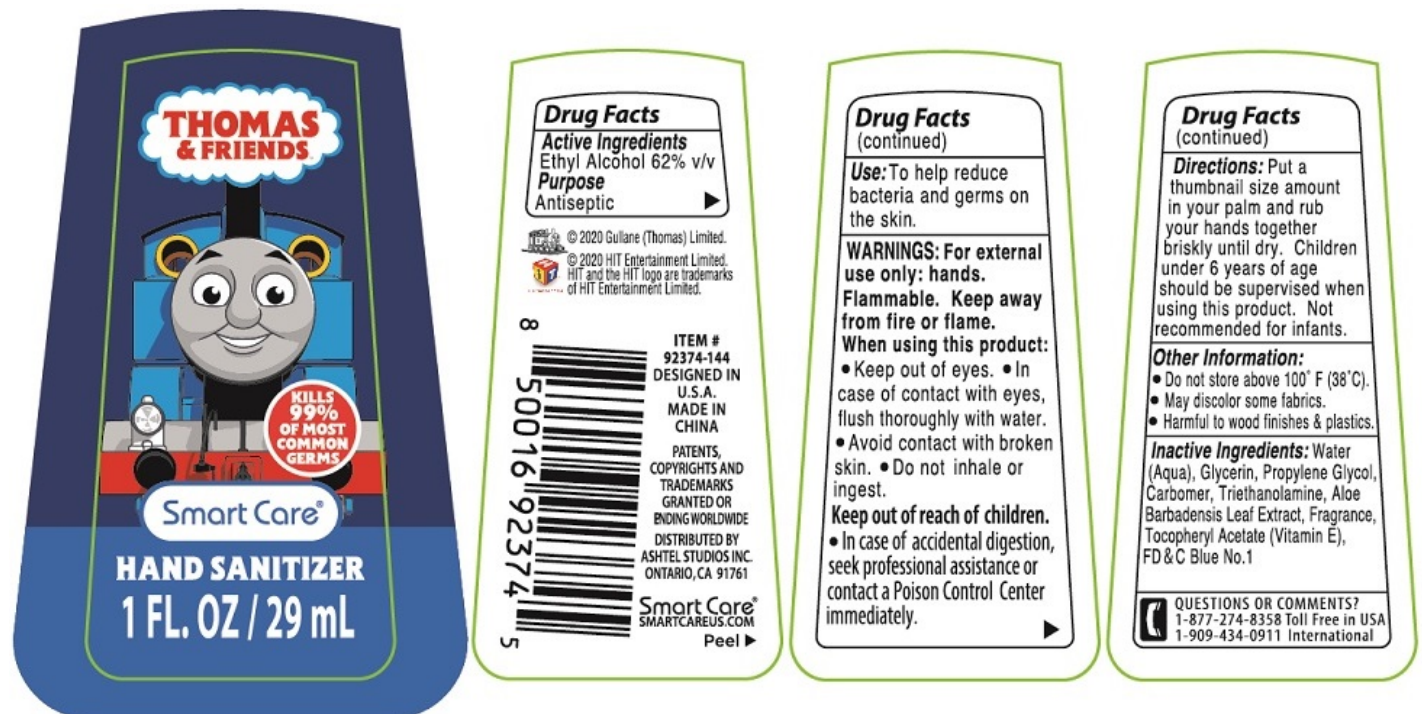 THOMAS
& FRIENDS
KILLS
99%
OF MOST
COMMON
GERMS
Smart Care®
HAND SANITIZER
1 FL. OZ / 29 mL
Drug Facts
Active Ingredients
Ethyl Alcohol 62% v/v
Purpose
Antiseptic ▶
© 2020 Gullane (Thomas) Limited.
© 2020 HIT Entertainment Limited.
HIT and the HIT logo are trademarks
of HIT Entertainment Limited.
8 50016 92374 5
ITEM #
92374-144
DESIGNED IN
U.S.A.
MADE IN
CHINA
PATENTS,
COPYRIGHTS AND
TRADEMARKS
GRANTED OR
ENDING WORLDWIDE
DISTRIBUTED BY
ASHTEL STUDIOS INC.
ONTARIO, CA 91761
Smart Care®
SMARTCAREUS.COM
Peel ▶
Drug Facts
(continued)
Use: To help reduce
bacteria and germs on
the skin.
WARNINGS: For external
use only: hands.
Flammable. Keep away
from fire or flame.
When using this product:
• Keep out of eyes. • In
case of contact with eyes,
flush thoroughly with water.
• Avoid contact with broken
skin. • Do not inhale or
ingest.
Keep out of reach of children.
• In case of accidental digestion,
seek professional assistance or
contact a Poison Control Center
immediately. ▶
Drug Facts
(continued)
Directions: Put a
thumbnail size amount
in your palm and rub
your hands together
briskly until dry. Children
under 6 years of age
should be supervised when
using this product. Not
recommended for infants.
Other Information:
• Do not store above 100° F (38°C).
• May discolor some fabrics.
• Harmful to wood finishes & plastics.
Inactive Ingredients: Water
(Aqua), Glycerin, Propylene Glycol,
Carbomer, Triethanolamine, Aloe
Barbadensis Leaf Extract, Fragrance,
Tocopheryl Acetate (Vitamin E),
FD & C Blue No.1
QUESTIONS OR COMMENTS?
1-877-274-8358 Toll Free in USA
1-909-434-0911 International